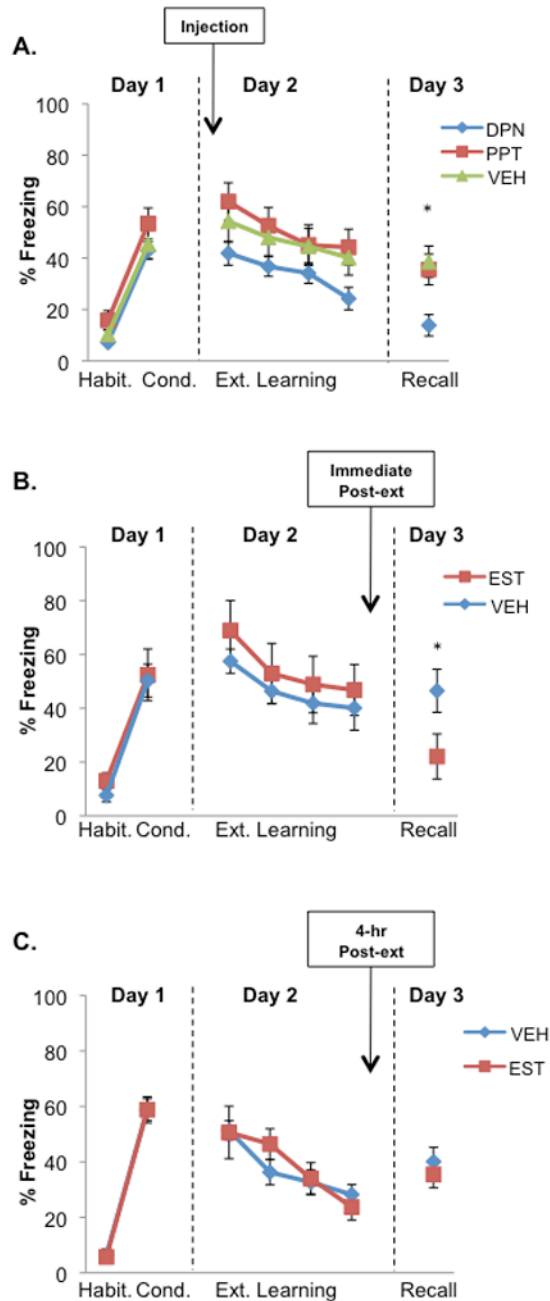 Injection
A.
Day 1 Day 2 Day 3
100
80
60
40
20
0
% Freezing
DPN
PPT
VEH
*
Habit. Cond. Ext. Learning Recall
Immediate
Post-ext
B.
Day 1 Day 2 Day 3
100
80
60
40
20
0
% Freezing
EST
VEH
*
Habit. Cond. Ext. Learning Recall
4-hr
Post-ext
C.
Day 1 Day 2 Day 3
100
80
60
40
20
0
% Freezing
VEH
EST
Habit. Cond. Ext. Learning Recall